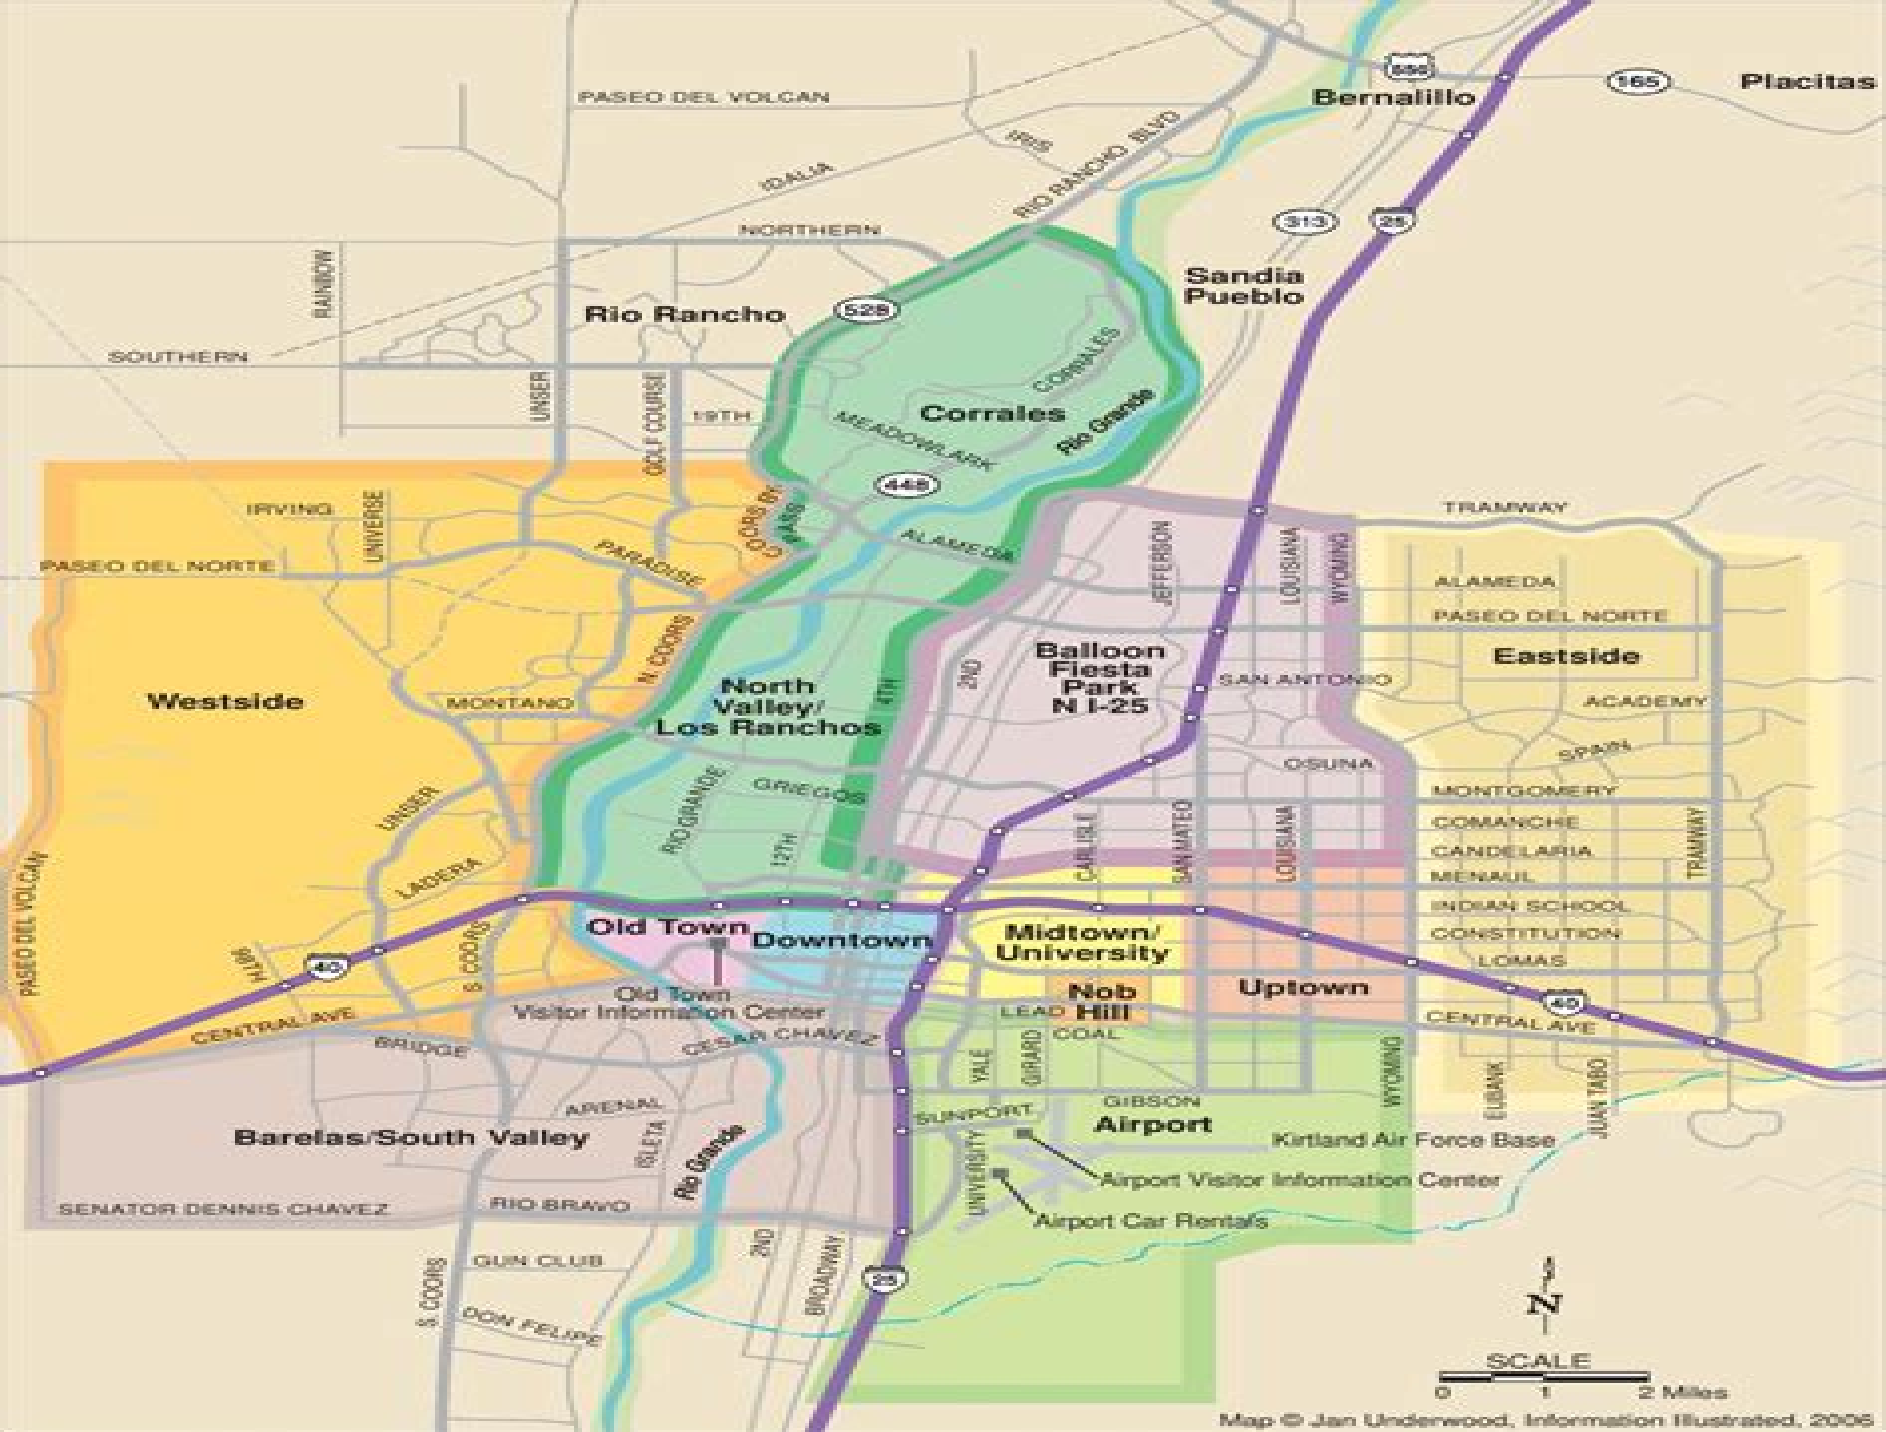 550
165
Placitas
Bernalillo
PASEO DEL VOLCAN
IRIS
RIO RANCHO BLVD
IDALIA
313
25
NORTHERN
RAINBOW
Sandia
Pueblo
Rio Rancho
528
SOUTHERN
UNSER
GOLF COURSE
19TH
CORRALES
Corrales
MEADOWLARK
Rio Grande
448
IRVING
UNIVERSE
COORS BY
PASS
TRAMWAY
ALAMEDA
JEFFERSON
LOUISIANA
WYOMING
PASEO DEL NORTE
PARADISE
ALAMEDA
PASEO DEL NORTE
N. COORS
Balloon
Fiesta
Park
N I-25
2ND
4TH
Eastside
SAN ANTONIO
ACADEMY
Westside
MONTANO
North
Valley/
Los Ranchos
SPAIN
OSUNA
UNSER
RIO GRANDE
GRIEGOS
MONTGOMERY
12TH
CARLISLE
SAN MATEO
LOUISIANA
COMANCHE
CANDELARIA
TRAMWAY
LADERA
MENAUL
PASEO DEL VOLCAN
INDIAN SCHOOL
Old Town
Downtown
Midtown/
University
CONSTITUTION
98TH
40
S. COORS
LOMAS
Uptown
Nob
Hill
Old Town
Visitor Information Center
40
LEAD
COAL
CENTRAL AVE
CENTRAL AVE
BRIDGE
CESAR CHAVEZ
YALE
GIRARD
WYOMING
EUBANK
JUAN TABO
ARENAL
GIBSON
SUNPORT
Airport
Barelas/South Valley
ISLETA
Rio Grande
UNIVERSITY
Kirtland Air Force Base
Airport Visitor Information Center
SENATOR DENNIS CHAVEZ
RIO BRAVO
Airport Car Rentals
2ND
BROADWAY
GUN CLUB
S. COORS
25
DON FELIPE
N
SCALE
0 1 2 Miles
Map © Jan Underwood, Information Illustrated, 2006